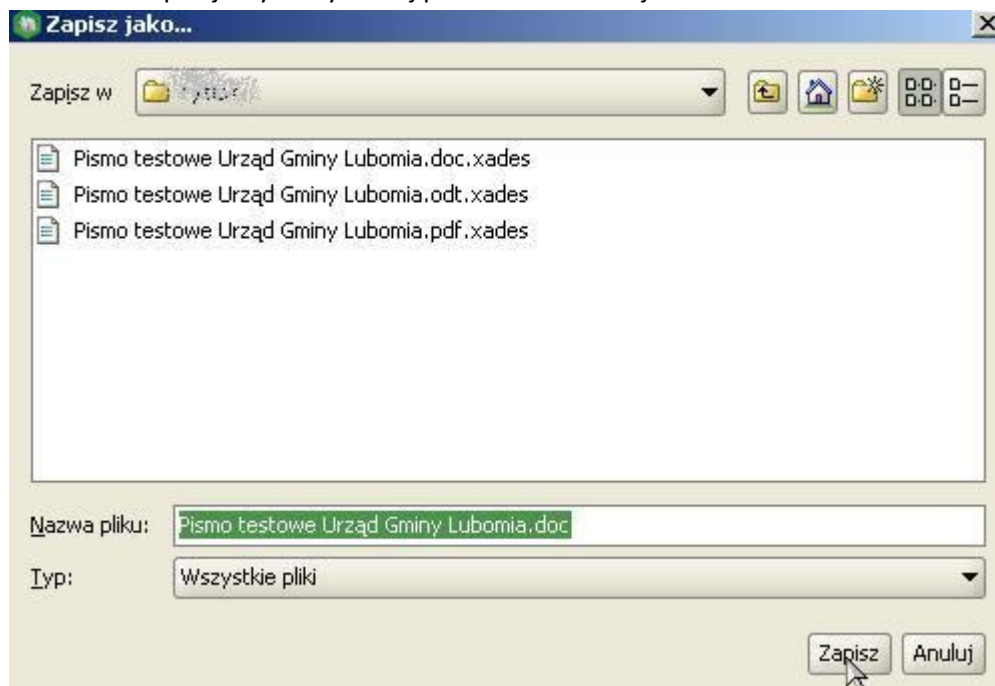 Zapisz jako...
Zapisz w
Pismo testowe Urząd Gminy Lubomia.doc.xades
Pismo testowe Urząd Gminy Lubomia.odt.xades
Pismo testowe Urząd Gminy Lubomia.pdf.xades
Nazwa pliku: Pismo testowe Urząd Gminy Lubomia.doc
Typ: Wszystkie pliki
Zapisz Anuluj